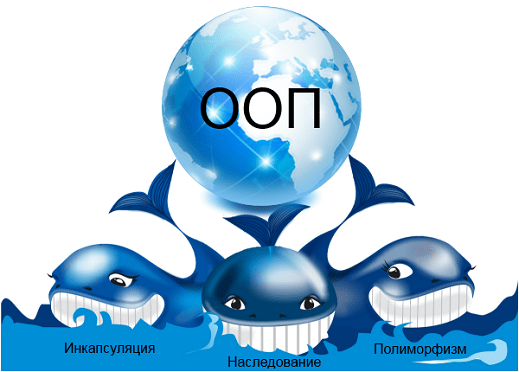 ООП
Инкапсуляция
Наследование
Полиморфизм